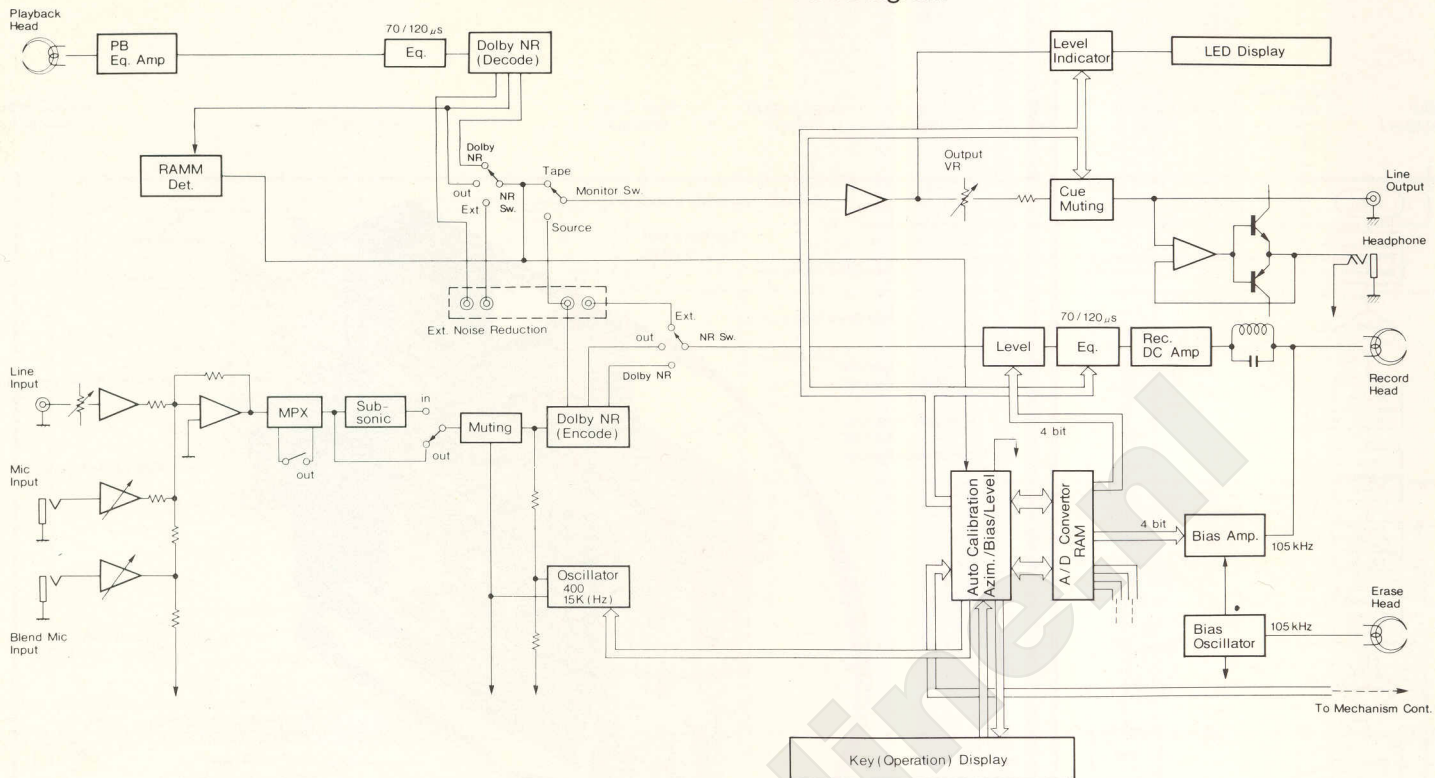 Playback
Head
PB
Eq. Amp
70/120μs
Eq.
Dolby NR
(Decode)
Level
Indicator
LED Display
RAMM
Det.
Dolby
NR
out
Ext
NR
Sw.
Tape
Monitor Sw.
Source
Output
VR
Cue
Muting
Line
Output
Headphone
Ext. Noise Reduction
Ext.
out
NR Sw.
Dolby NR
Level
70/120μs
Eq.
Rec.
DC Amp
Record
Head
Line
Input
MPX
out
Sub-
sonic
in
out
Muting
Dolby NR
(Encode)
Mic
Input
Blend Mic
Input
Oscillator
400
15K (Hz)
4 bit
Auto Calibration
Azim./Bias/Level
A/D Convertor
RAM
4 bit
Bias Amp.
105 kHz
Bias
Oscillator
105 kHz
Erase
Head
To Mechanism Cont.
Key (Operation) Display